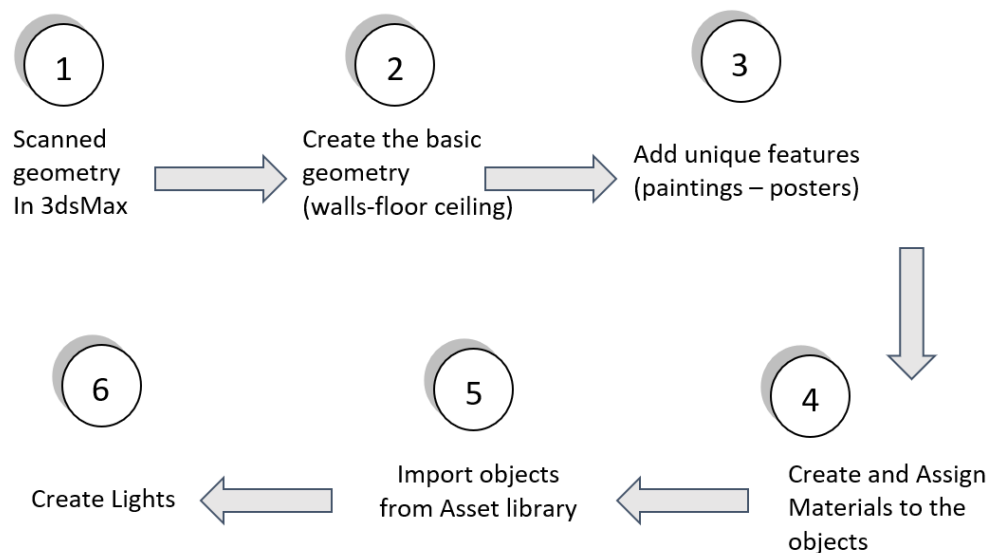 1
Scanned
geometry
In 3dsMax
2
Create the basic
geometry
(walls-floor ceiling)
3
Add unique features
(paintings – posters)
4
Create and Assign
Materials to the
objects
5
Import objects
from Asset library
6
Create Lights